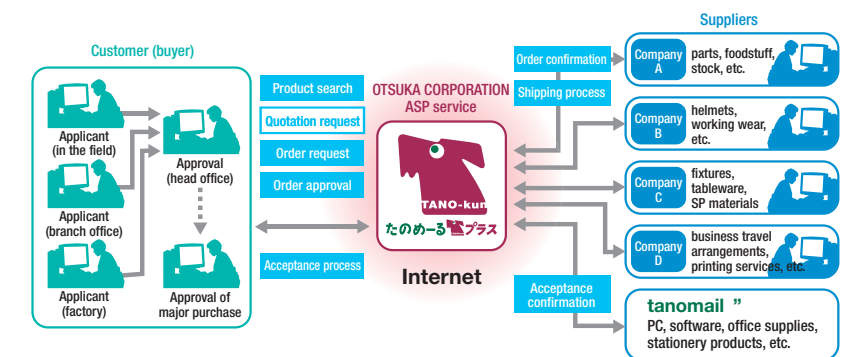 Customer (buyer)
Applicant
(in the field)
Applicant
(branch office)
Applicant
(factory)
Approval
(head office)
Approval of
major purchase
Product search
Quotation request
Order request
Order approval
Acceptance process
OTSUKA CORPORATION
ASP service
TANO-kun
たのめーる プラス
Internet
Order confirmation
Shipping process
Acceptance
confirmation
Suppliers
Company
A
parts, foodstuff,
stock, etc.
Company
B
helmets,
working wear,
etc.
Company
C
fixtures,
tableware,
SP materials
Company
D
business travel
arrangements,
printing services, etc.
tanomail ”
PC, software, office supplies,
stationery products, etc.